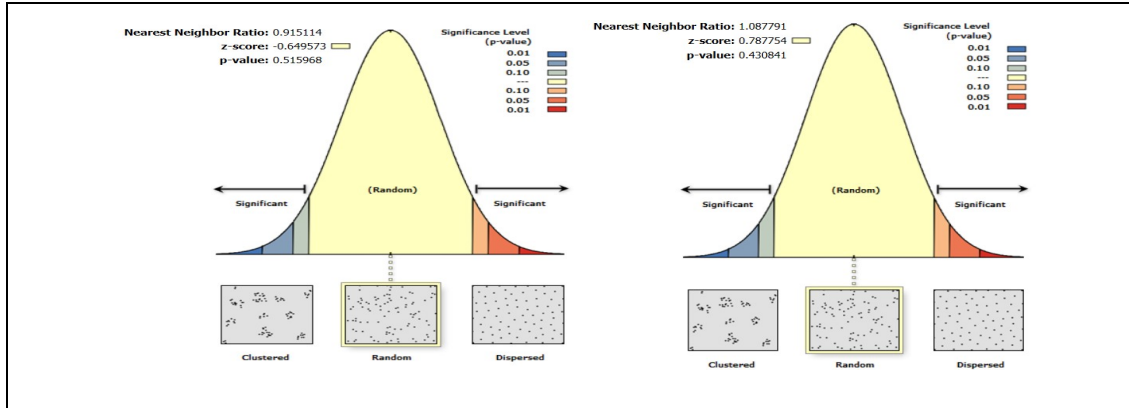 Nearest Neighbor Ratio: 0.915114
z-score: -0.649573
p-value: 0.515968
Significance Level
(p-value)
0.01
0.05
0.10
---
0.10
0.05
0.01
(Random)
Significant
Significant
Clustered
Random
Dispersed
Nearest Neighbor Ratio: 1.087791
z-score: 0.787754
p-value: 0.430841
Significance Level
(p-value)
0.01
0.05
0.10
---
0.10
0.05
0.01
(Random)
Significant
Significant
Clustered
Random
Dispersed